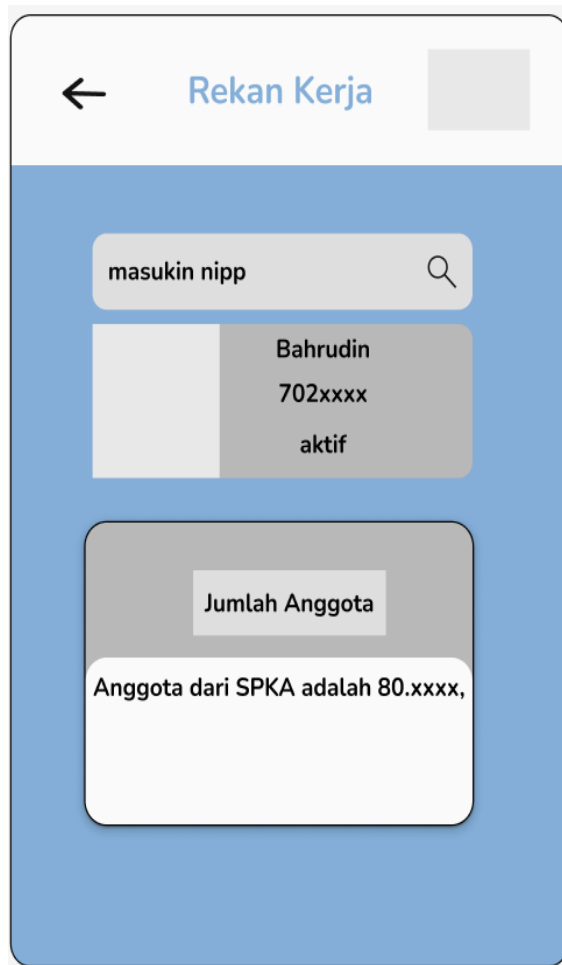 Rekan Kerja
masukin nipp
Bahrudin
702xxxx
aktif
Jumlah Anggota
Anggota dari SPKA adalah 80.xxxx,